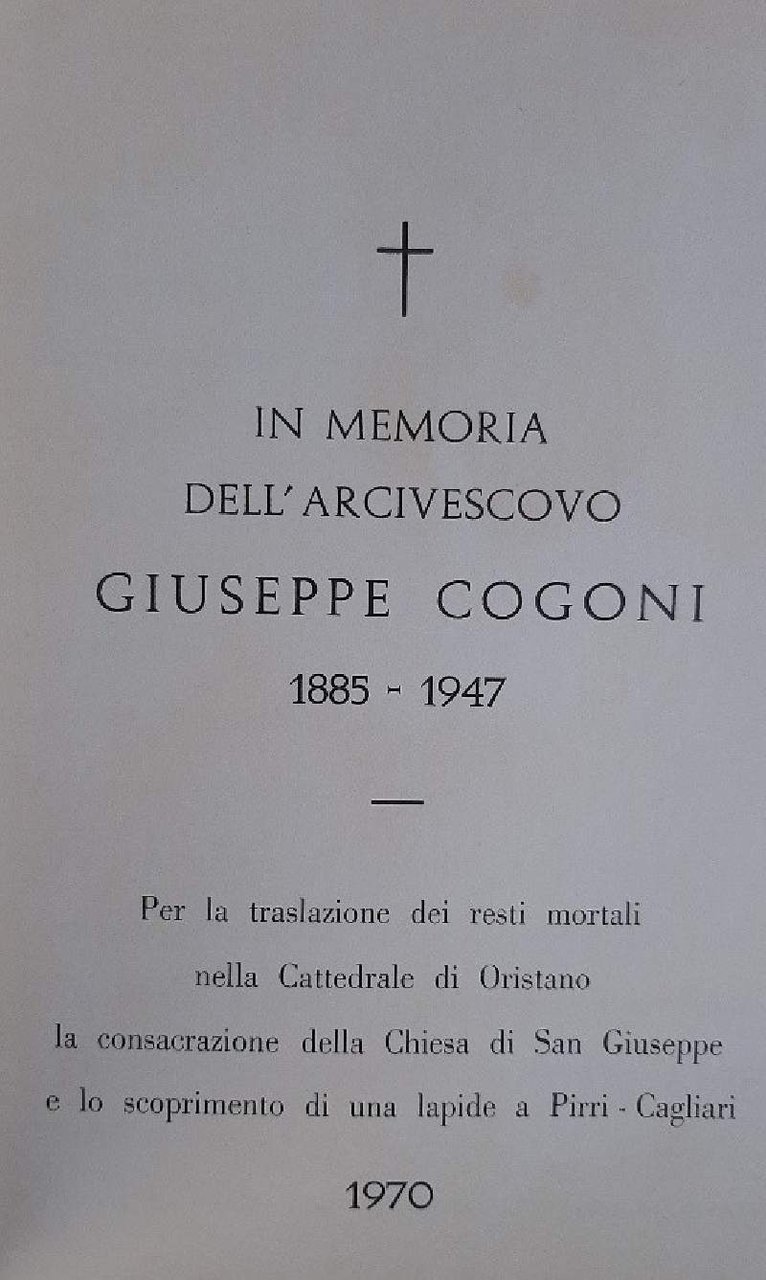 IN MEMORIA
DELL'ARCIVESCOVO
GIUSEPPE COGONI
1885 - 1947
Per la traslazione dei resti mortali
nella Cattedrale di Oristano
la consacrazione della Chiesa di San Giuseppe
e lo scoprimento di una lapide a Pirri - Cagliari
1970